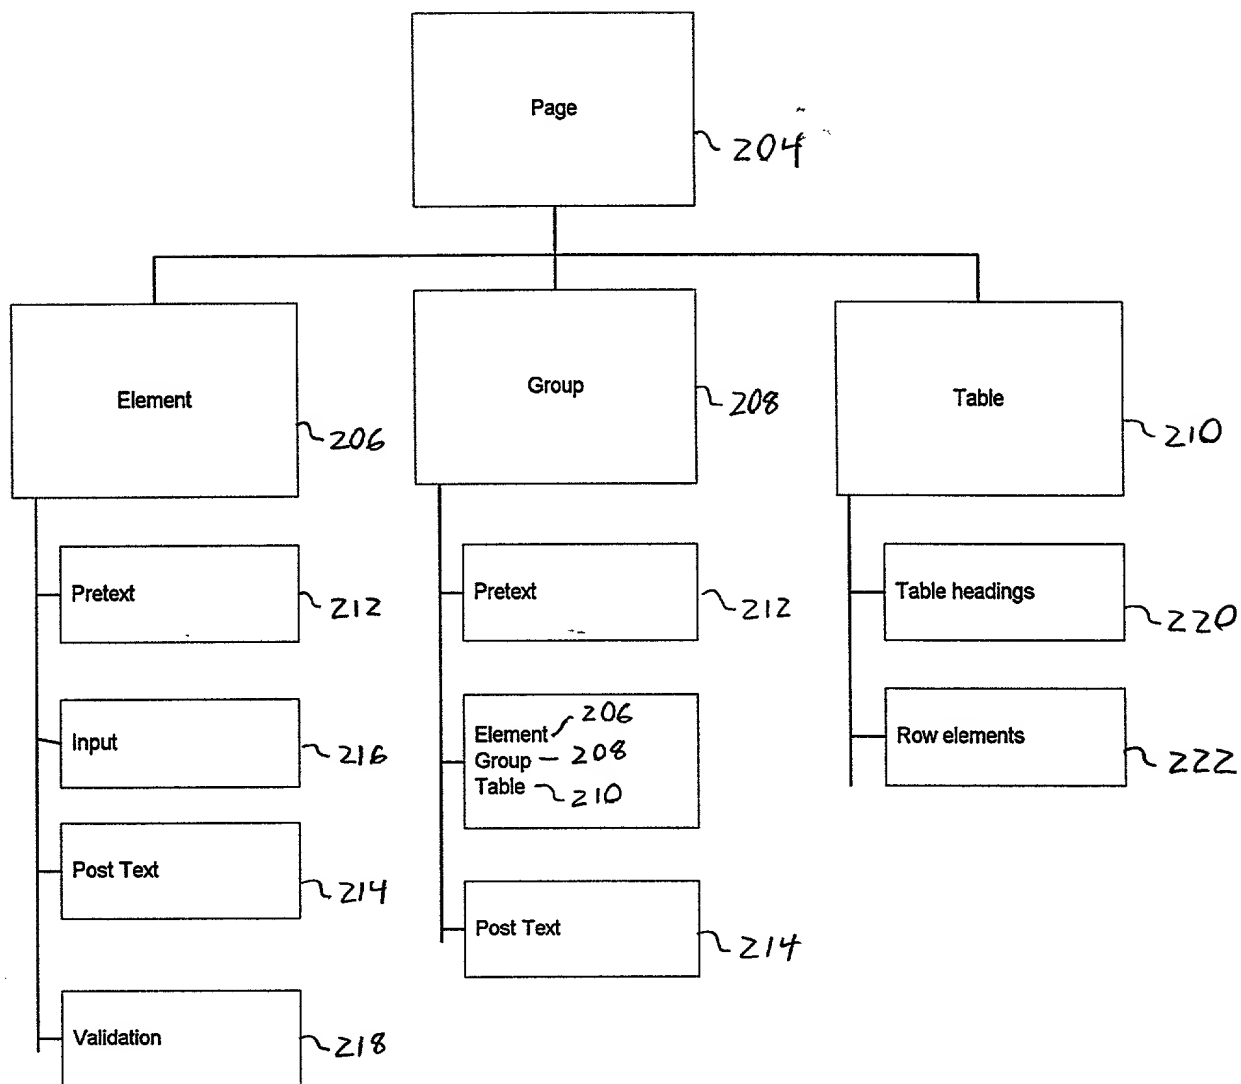 Page
204
Element
206
Group
208
Table
210
Pretext
212
Pretext
212
Table headings
220
Input
216
Element 206
Group 208
Table 210
Row elements
222
Post Text
214
Post Text
214
Validation
218